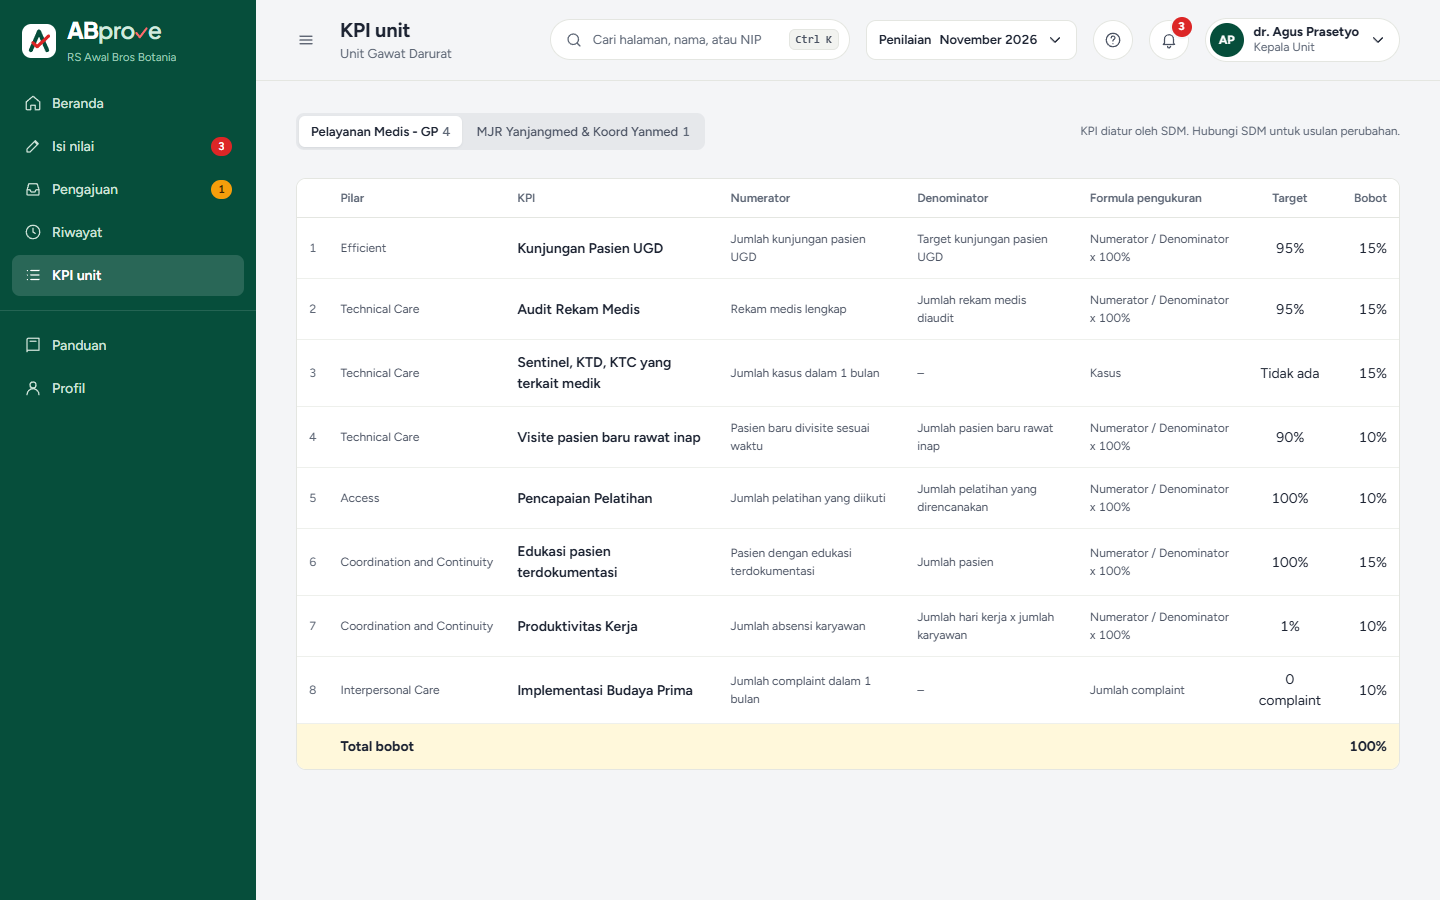 ABprove
RS Awal Bros Botania
Beranda
Isi nilai 3
Pengajuan 1
Riwayat
KPI unit
Panduan
Profil
KPI unit
Unit Gawat Darurat
Cari halaman, nama, atau NIP Ctrl K
Penilaian November 2026
3
AP
dr. Agus Prasetyo
Kepala Unit
Pelayanan Medis - GP 4
MJR Yanjangmed & Koord Yanmed 1
KPI diatur oleh SDM. Hubungi SDM untuk usulan perubahan.
Pilar KPI Numerator Denominator Formula pengukuran Target Bobot
1 Efficient Kunjungan Pasien UGD Jumlah kunjungan pasien UGD Target kunjungan pasien UGD Numerator / Denominator x 100% 95% 15%
2 Technical Care Audit Rekam Medis Rekam medis lengkap Jumlah rekam medis diaudit Numerator / Denominator x 100% 95% 15%
3 Technical Care Sentinel, KTD, KTC yang terkait medik Jumlah kasus dalam 1 bulan – Kasus Tidak ada 15%
4 Technical Care Visite pasien baru rawat inap Pasien baru divisite sesuai waktu Jumlah pasien baru rawat inap Numerator / Denominator x 100% 90% 10%
5 Access Pencapaian Pelatihan Jumlah pelatihan yang diikuti Jumlah pelatihan yang direncanakan Numerator / Denominator x 100% 100% 10%
6 Coordination and Continuity Edukasi pasien terdokumentasi Pasien dengan edukasi terdokumentasi Jumlah pasien Numerator / Denominator x 100% 100% 15%
7 Coordination and Continuity Produktivitas Kerja Jumlah absensi karyawan Jumlah hari kerja x jumlah karyawan Numerator / Denominator x 100% 1% 10%
8 Interpersonal Care Implementasi Budaya Prima Jumlah complaint dalam 1 bulan – Jumlah complaint 0 complaint 10%
Total bobot 100%